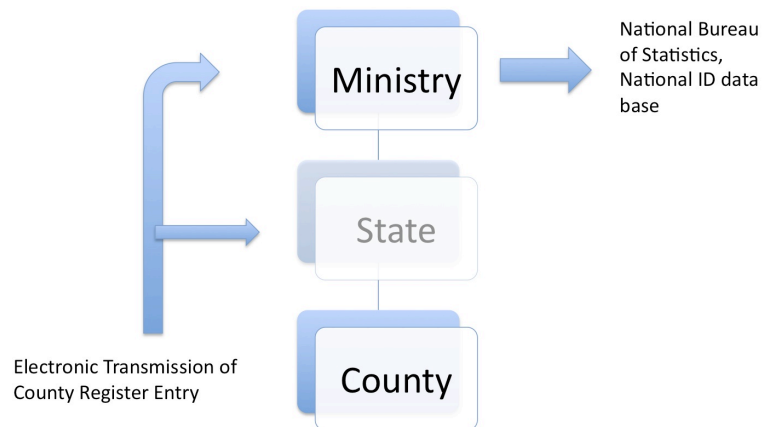 Ministry
National Bureau
of Statistics,
National ID data
base
State
Electronic Transmission of
County Register Entry
County